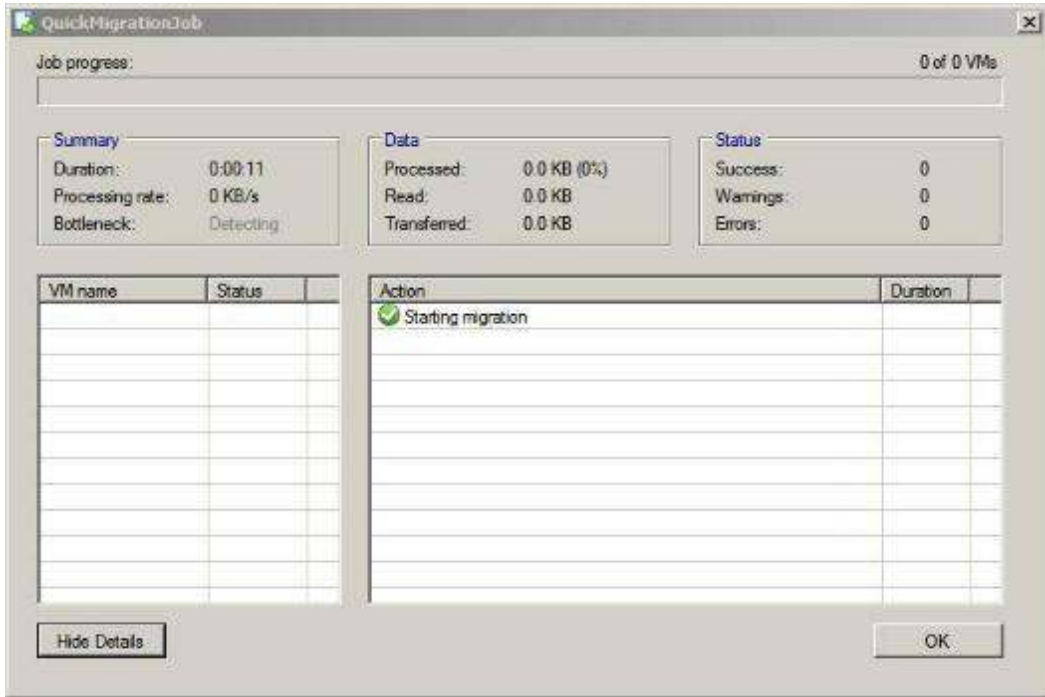 QuickMigrationJob
Job progress: 0 of 0 VMs
Summary
Duration: 0:00:11
Processing rate: 0 KB/s
Bottleneck: Detecting
Data
Processed: 0.0 KB (0%)
Read: 0.0 KB
Transferred: 0.0 KB
Status
Success: 0
Warnings: 0
Errors: 0
VM name Status
Action Duration
Starting migration
Hide Details OK